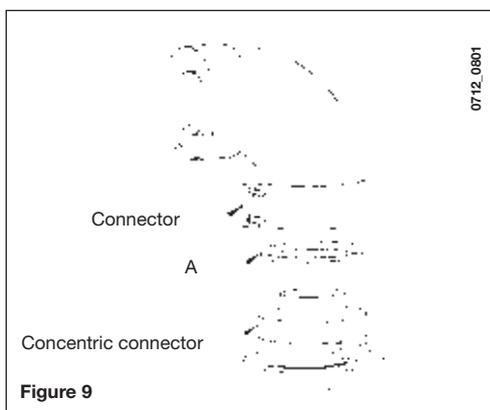 0712_0801
Connector
A
Concentric connector
Figure 9